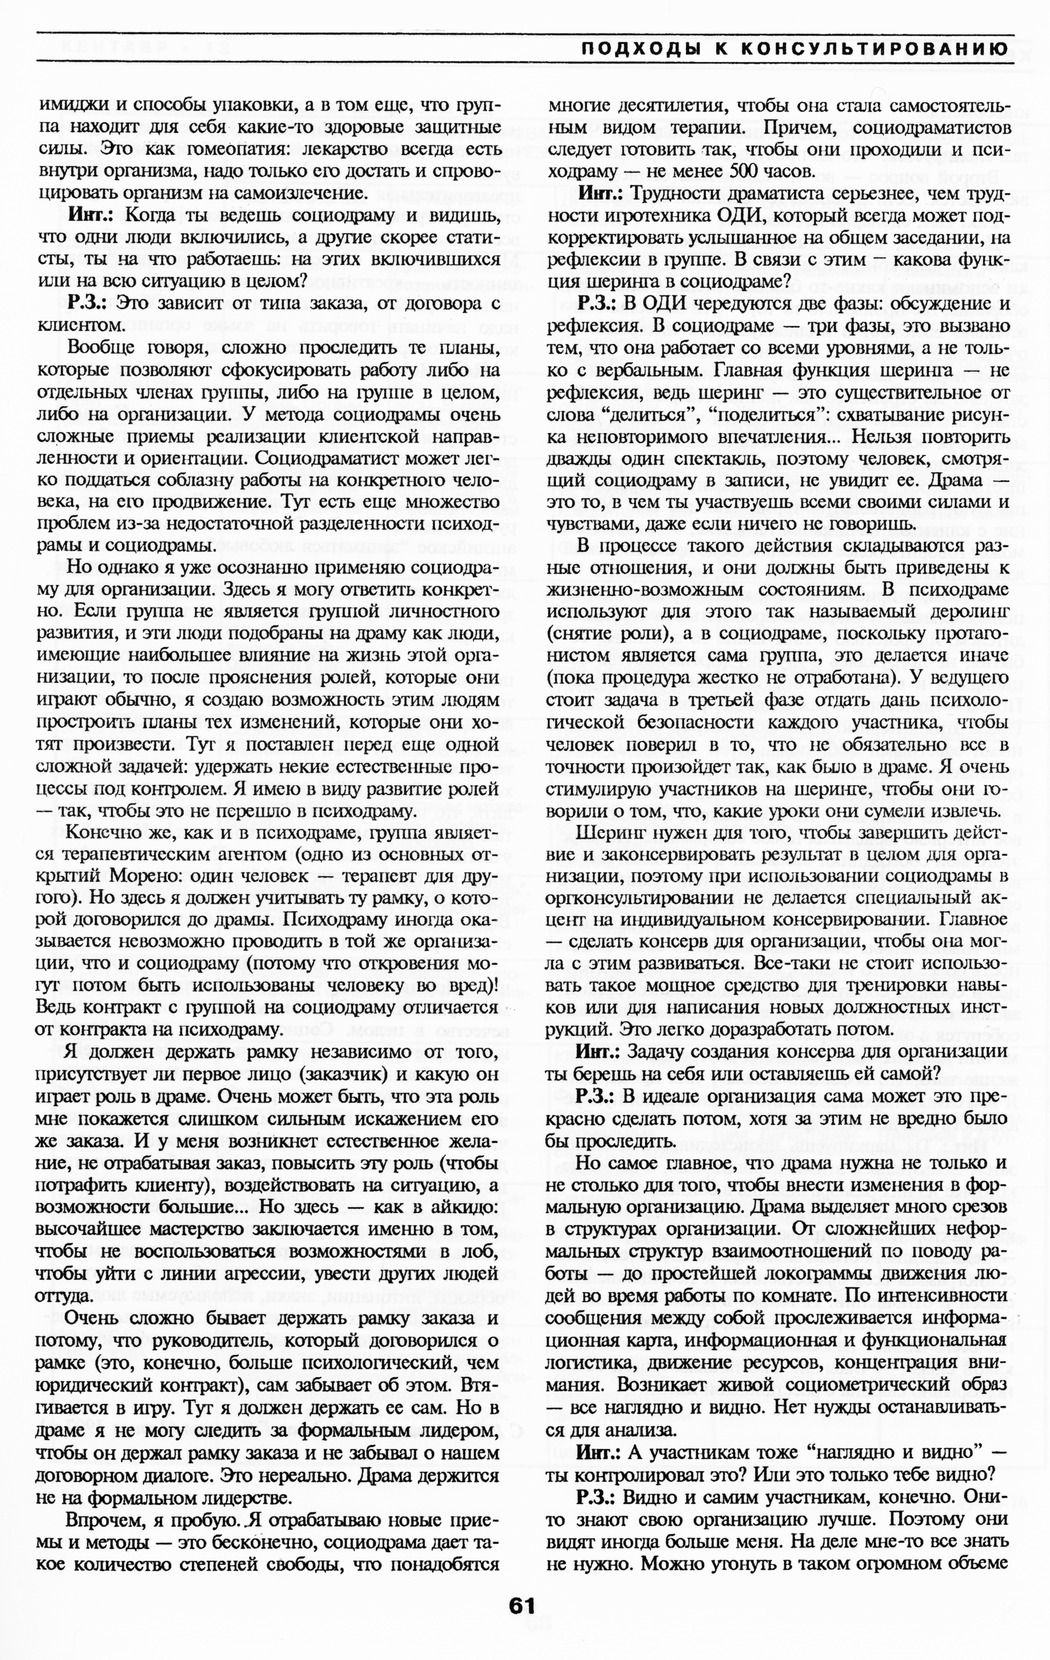 ПОДХОДЫ К КОНСУЛЬТИРОВАНИЮ
имиджи и способы упаковки, а в том еще, что груп-
па находит для себя какие-то здоровые защитные
силы. Это как гомеопатия: лекарство всегда есть
внутри организма, надо только его достать и спрово-
цировать организм на самоизлечение.
Инт.: Когда ты ведешь социодраму и видишь,
что одни люди включились, а другие скорее стати-
сты, ты на что работаешь: на этих включившихся
или на всю ситуацию в целом?
Р.З.: Это зависит от типа заказа, от договора с
клиентом.
Вообще говоря, сложно проследить те планы,
которые позволяют сфокусировать работу либо на
отдельных членах группы, либо на группе в целом,
либо на организации. У метода социодрамы очень
сложные приемы реализации клиентской направ-
ленности и ориентации. Социодраматист может лег-
ко поддаться соблазну работы на конкретного чело-
века, на его продвижение. Тут есть еще множество
проблем из-за недостаточной разделенности психод-
рамы и социодрамы.
Но однако я уже осознанно применяю социодра-
му для организации. Здесь я могу ответить конкрет-
но. Если группа не является группой личностного
развития, и эти люди подобраны на драму как люди,
имеющие наибольшее влияние на жизнь этой орга-
низации, то после прояснения ролей, которые они
играют обычно, я создаю возможность этим людям
простроить планы тех изменений, которые они хо-
тят произвести. Тут я поставлен перед еще одной
сложной задачей: удержать некие естественные про-
цессы под контролем. Я имею в виду развитие ролей
— так, чтобы это не перешло в психодраму.
Конечно же, как и в психодраме, группа являет-
ся терапевтическим агентом (одно из основных от-
крытий Морено: один человек — терапевт для дру-
гого). Но здесь я должен учитывать ту рамку, о кото-
рой договорился до драмы. Психодраму иногда ока-
зывается невозможно проводить в той же организа-
ции, что и социодраму (потому что откровения мо-
гут потом быть использованы человеку во вред)!
Ведь контракт с группой на социодраму отличается
от контракта на психодраму.
Я должен держать рамку независимо от того,
присутствует ли первое лицо (заказчик) и какую он
играет роль в драме. Очень может быть, что эта роль
мне покажется слишком сильным искажением его
же заказа. И у меня возникнет естественное жела-
ние, не отрабатывая заказ, повысить эту роль (чтобы
потрафить клиенту), воздействовать на ситуацию, а
возможности большие... Но здесь — как в айкидо:
высочайшее мастерство заключается именно в том,
чтобы не воспользоваться возможностями в лоб,
чтобы уйти с линии агрессии, увести других людей
оттуда.
Очень сложно бывает держать рамку заказа и
потому, что руководитель, который договорился о
рамке (это, конечно, больше психологический, чем
юридический контракт), сам забывает об этом. Втя-
гивается в игру. Тут я должен держать ее сам. Но в
драме я не могу следить за формальным лидером,
чтобы он держал рамку заказа и не забывал о нашем
договорном диалоге. Это нереально. Драма держится
не на формальном лидерстве.
Впрочем, я пробую. Я отрабатываю новые прие-
мы и методы — это бесконечно, социодрама дает та-
кое количество степеней свободы, что понадобятся
многие десятилетия, чтобы она стала самостоятель-
ным видом терапии. Причем, социодраматистов
следует готовить так, чтобы они проходили и пси-
ходраму — не менее 500 часов.
Инт.: Трудности драматиста серьезнее, чем труд-
ности игротехника ОДИ, который всегда может под-
корректировать услышанное на общем заседании, на
рефлексии в группе. В связи с этим — какова функ-
ция шеринга в социодраме?
Р.З.: В ОДИ чередуются две фазы: обсуждение и
рефлексия. В социодраме — три фазы, это вызвано
тем, что она работает со всеми уровнями, а не толь-
ко с вербальным. Главная функция шеринга — не
рефлексия, ведь шеринг — это существительное от
слова “делиться”, “поделиться”: схватывание рисун-
ка неповторимого впечатления... Нельзя повторить
дважды один спектакль, поэтому человек, смотря-
щий социодраму в записи, не увидит ее. Драма —
это то, в чем ты участвуешь всеми своими силами и
чувствами, даже если ничего не говоришь.
В процессе такого действия складываются раз-
ные отношения, и они должны быть приведены к
жизненно-возможным состояниям. В психодраме
используют для этого так называемый деролинг
(снятие роли), а в социодраме, поскольку протаго-
нистом является сама группа, это делается иначе
(пока процедура жестко не отработана). У ведущего
стоит задача в третьей фазе отдать дань психоло-
гической безопасности каждого участника, чтобы
человек поверил в то, что не обязательно все в
точности произойдет так, как было в драме. Я очень
стимулирую участников на шеринге, чтобы они го-
ворили о том, что, какие уроки они сумели извлечь.
Шеринг нужен для того, чтобы завершить дейст-
вие и законсервировать результат в целом для орга-
низации, поэтому при использовании социодрамы в
оргконсультировании не делается специальный ак-
цент на индивидуальном консервировании. Главное
— сделать консерв для организации, чтобы она мог-
ла с этим развиваться. Все-таки не стоит использо-
вать такое мощное средство для тренировки навы-
ков или для написания новых должностных инст-
рукций. Это легко доразработать потом.
Инт.: Задачу создания консерва для организации
ты берешь на себя или оставляешь ей самой?
Р.З.: В идеале организация сама может это пре-
красно сделать потом, хотя за этим не вредно было
бы проследить.
Но самое главное, что драма нужна не только и
не столько для того, чтобы внести изменения в фор-
мальную организацию. Драма выделяет много срезов
в структурах организации. От сложнейших нефор-
мальных структур взаимоотношений по поводу ра-
боты — до простейшей локограммы движения лю-
дей во время работы по комнате. По интенсивности
сообщения между собой прослеживается информа-
ционная карта, информационная и функциональная
логистика, движение ресурсов, концентрация вни-
мания. Возникает живой социометрический образ
— все наглядно и видно. Нет нужды останавливать-
ся для анализа.
Инт.: А участникам тоже “наглядно и видно” —
ты контролировал это? Или это только тебе видно?
Р.З.: Видно и самим участникам, конечно. Они-
то знают свою организацию лучше. Поэтому они
видят иногда больше меня. На деле мне-то все знать
не нужно. Можно утонуть в таком огромном объеме
61